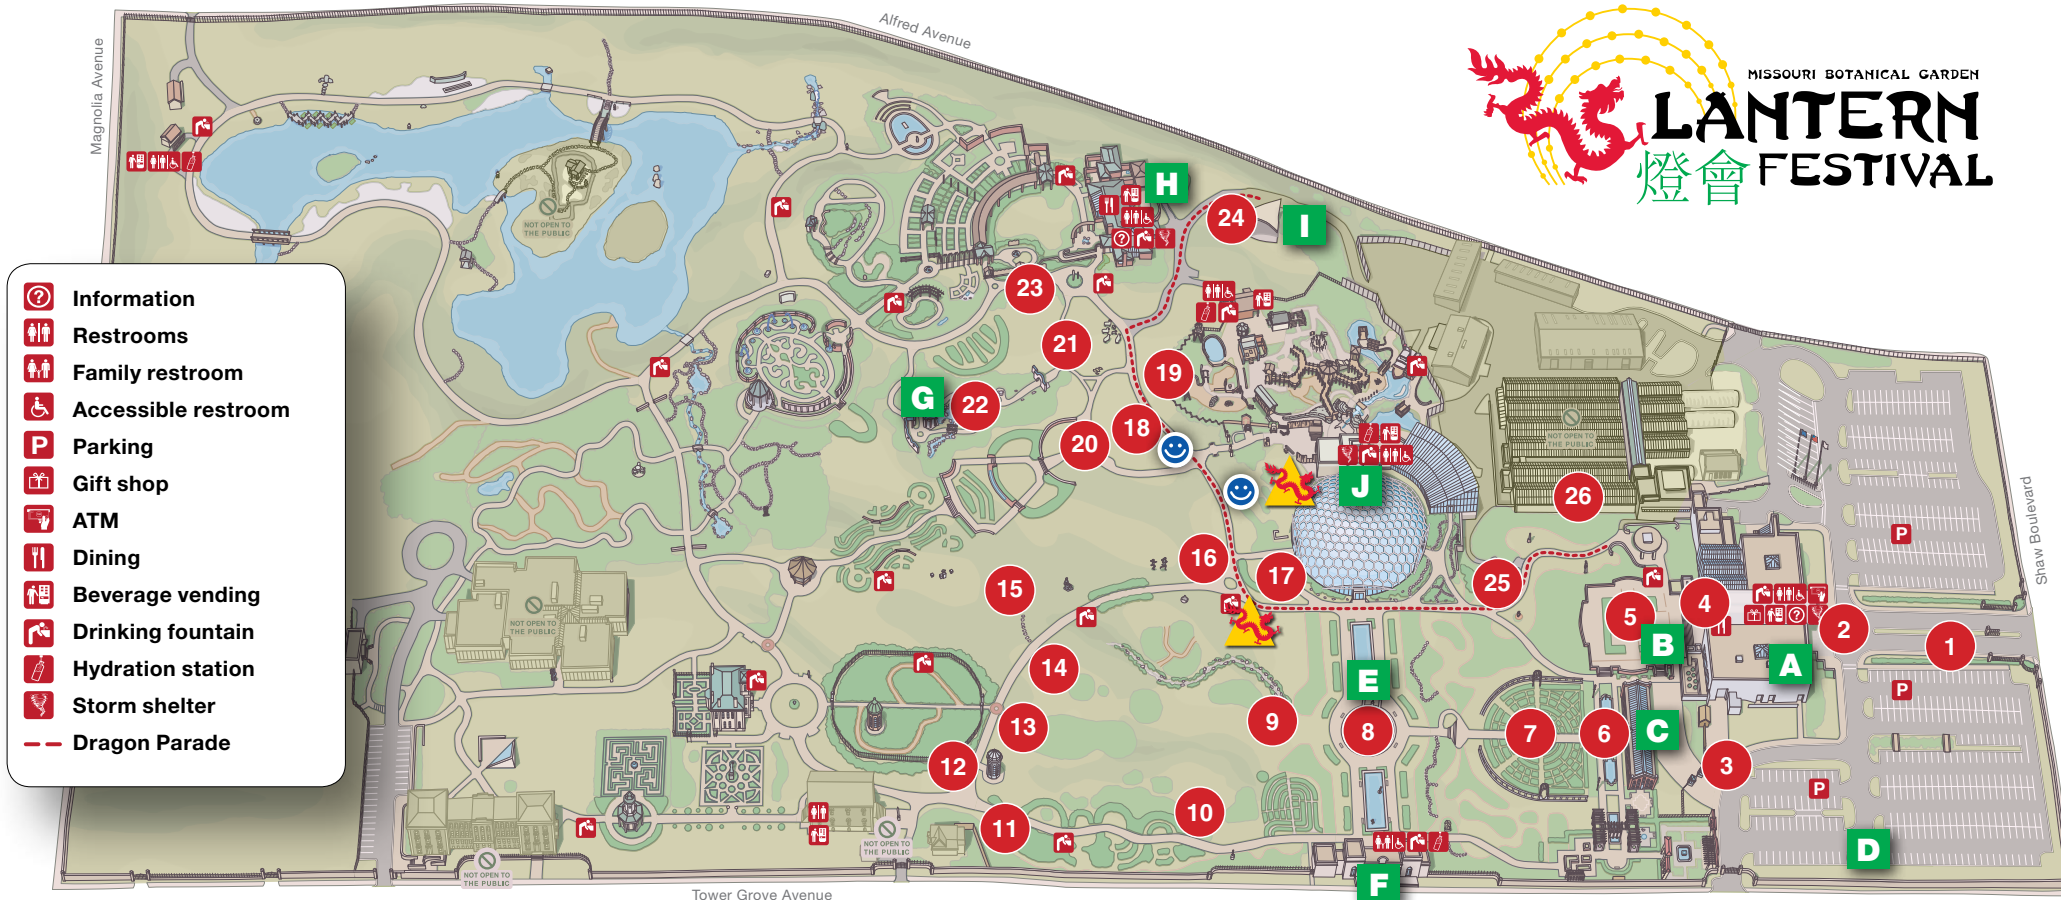 Alfred Avenue
Magnolia Avenue
MISSOURI BOTANICAL GARDEN
LANTERN
燈會 FESTIVAL
Information
Restrooms
Family restroom
Accessible restroom
P Parking
Gift shop
ATM
Dining
Beverage vending
Drinking fountain
Hydration station
Storm shelter
Dragon Parade
NOT OPEN TO
THE PUBLIC
H
24
I
23
21
19
G
22
18
20
J
NOT OPEN TO
THE PUBLIC
26
P
Shaw Boulevard
16
17
25
15
NOT OPEN TO
THE PUBLIC
4
5
B
2
1
A
14
E
P
13
9
8
7
6
C
12
3
P
10
11
D
NOT OPEN TO
THE PUBLIC
NOT OPEN TO
THE PUBLIC
F
Tower Grove Avenue